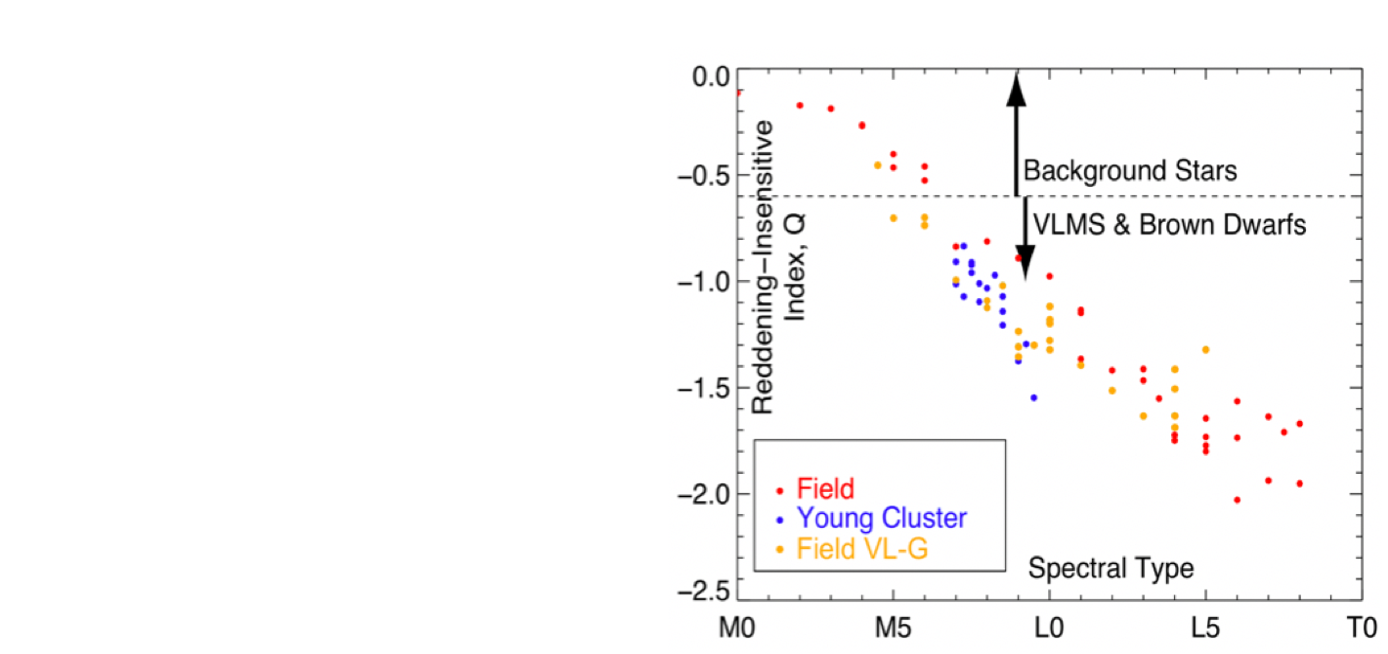 0.0
−0.5
−1.0
−1.5
−2.0
−2.5
Reddening−Insensitive
Index, Q
Background Stars
VLMS & Brown Dwarfs
Field
Young Cluster
Field VL-G
Spectral Type
M0 M5 L0 L5 T0